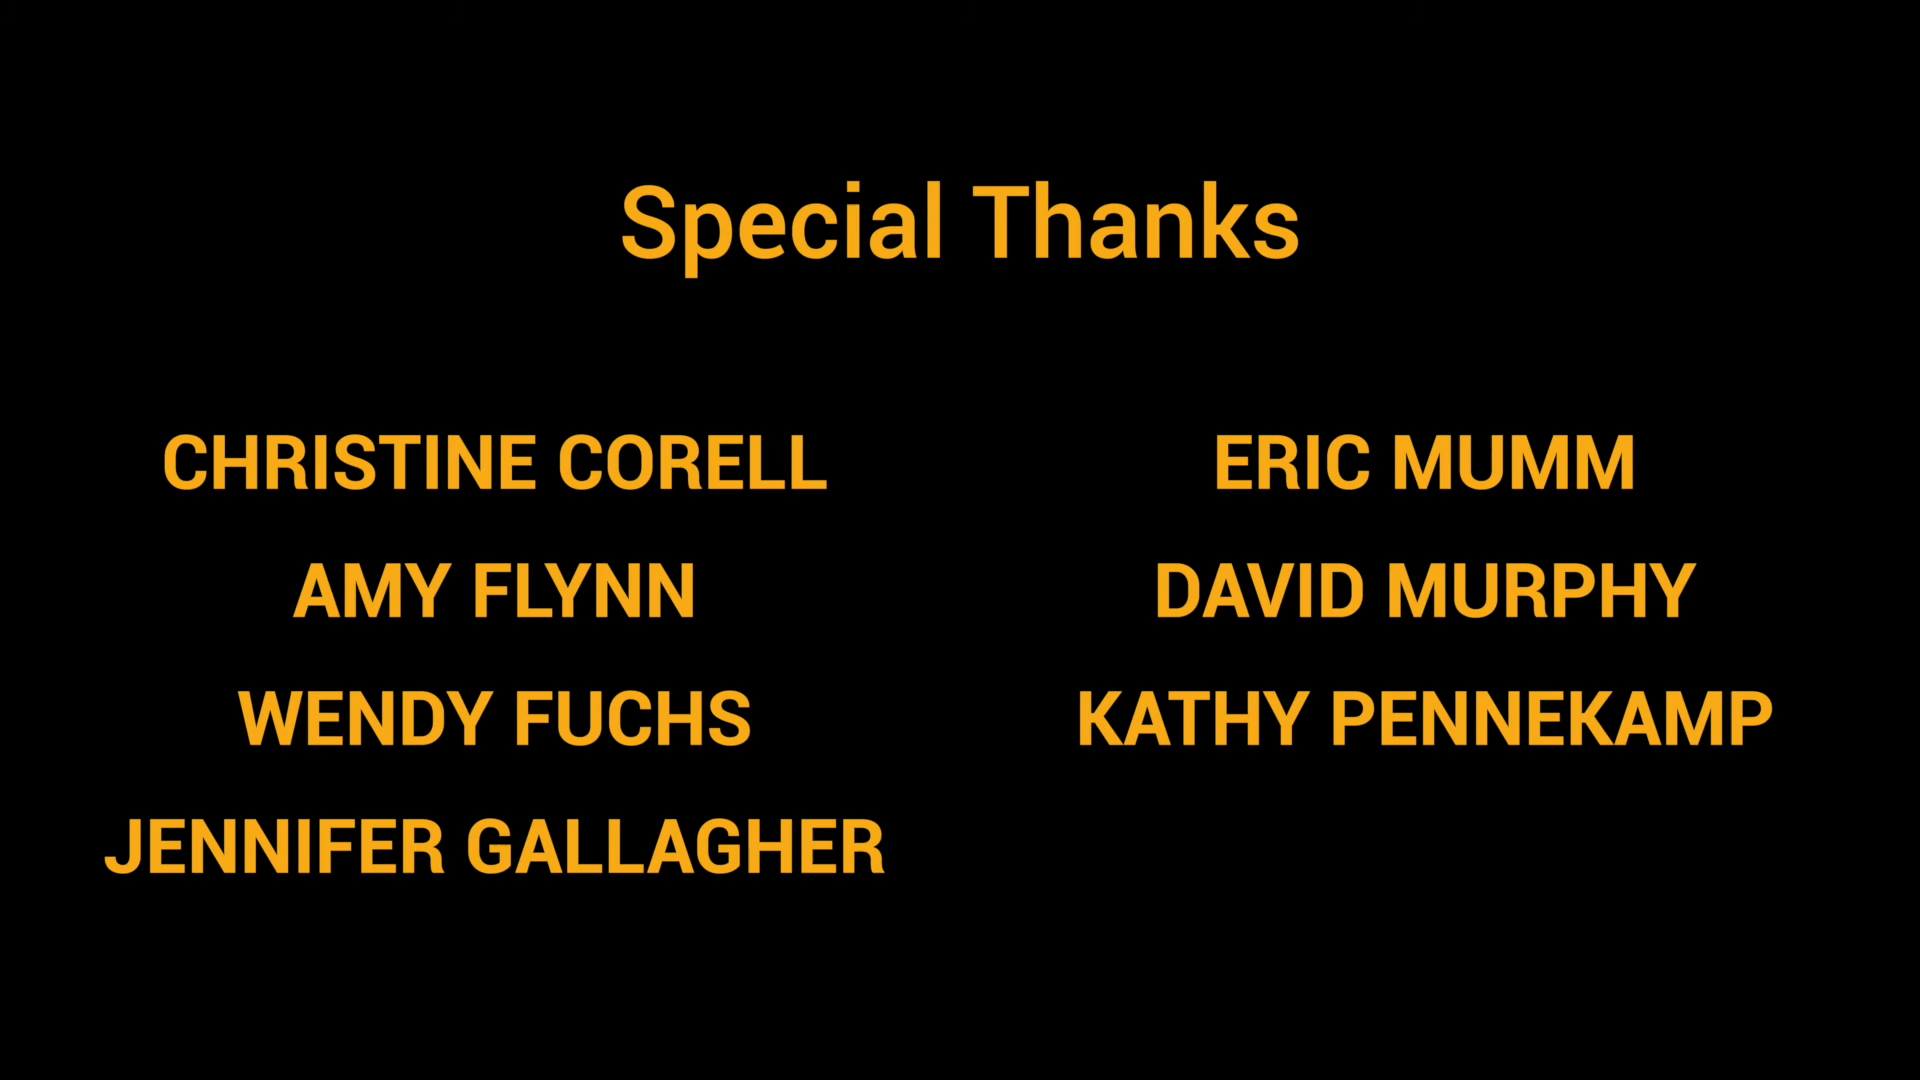 Special Thanks
CHRISTINE CORELL
AMY FLYNN
WENDY FUCHS
JENNIFER GALLAGHER
ERIC MUMM
DAVID MURPHY
KATHY PENNEKAMP